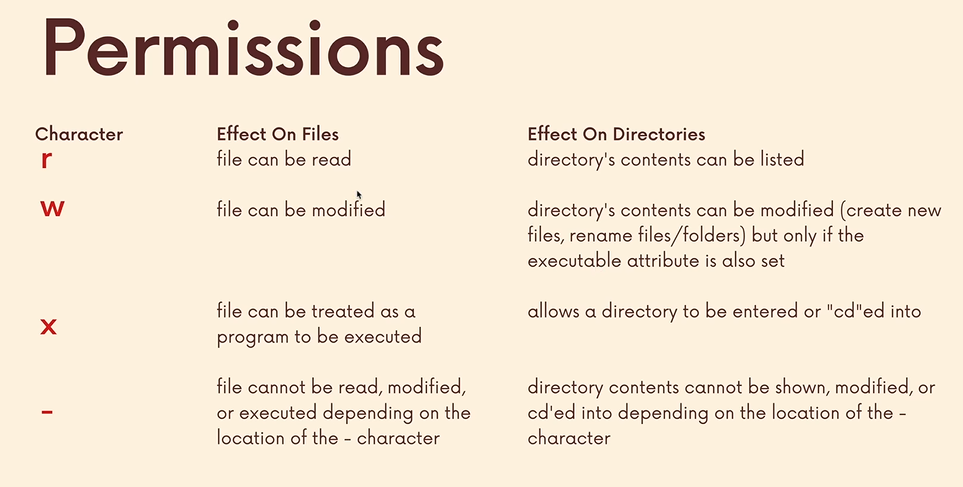 Permissions
Character Effect On Files Effect On Directories
r file can be read directory's contents can be listed
w file can be modified directory's contents can be modified (create new
files, rename files/folders) but only if the
executable attribute is also set
x file can be treated as a allows a directory to be entered or "cd"ed into
program to be executed
- file cannot be read, modified, directory contents cannot be shown, modified, or
or executed depending on the cd'ed into depending on the location of the -
location of the - character character